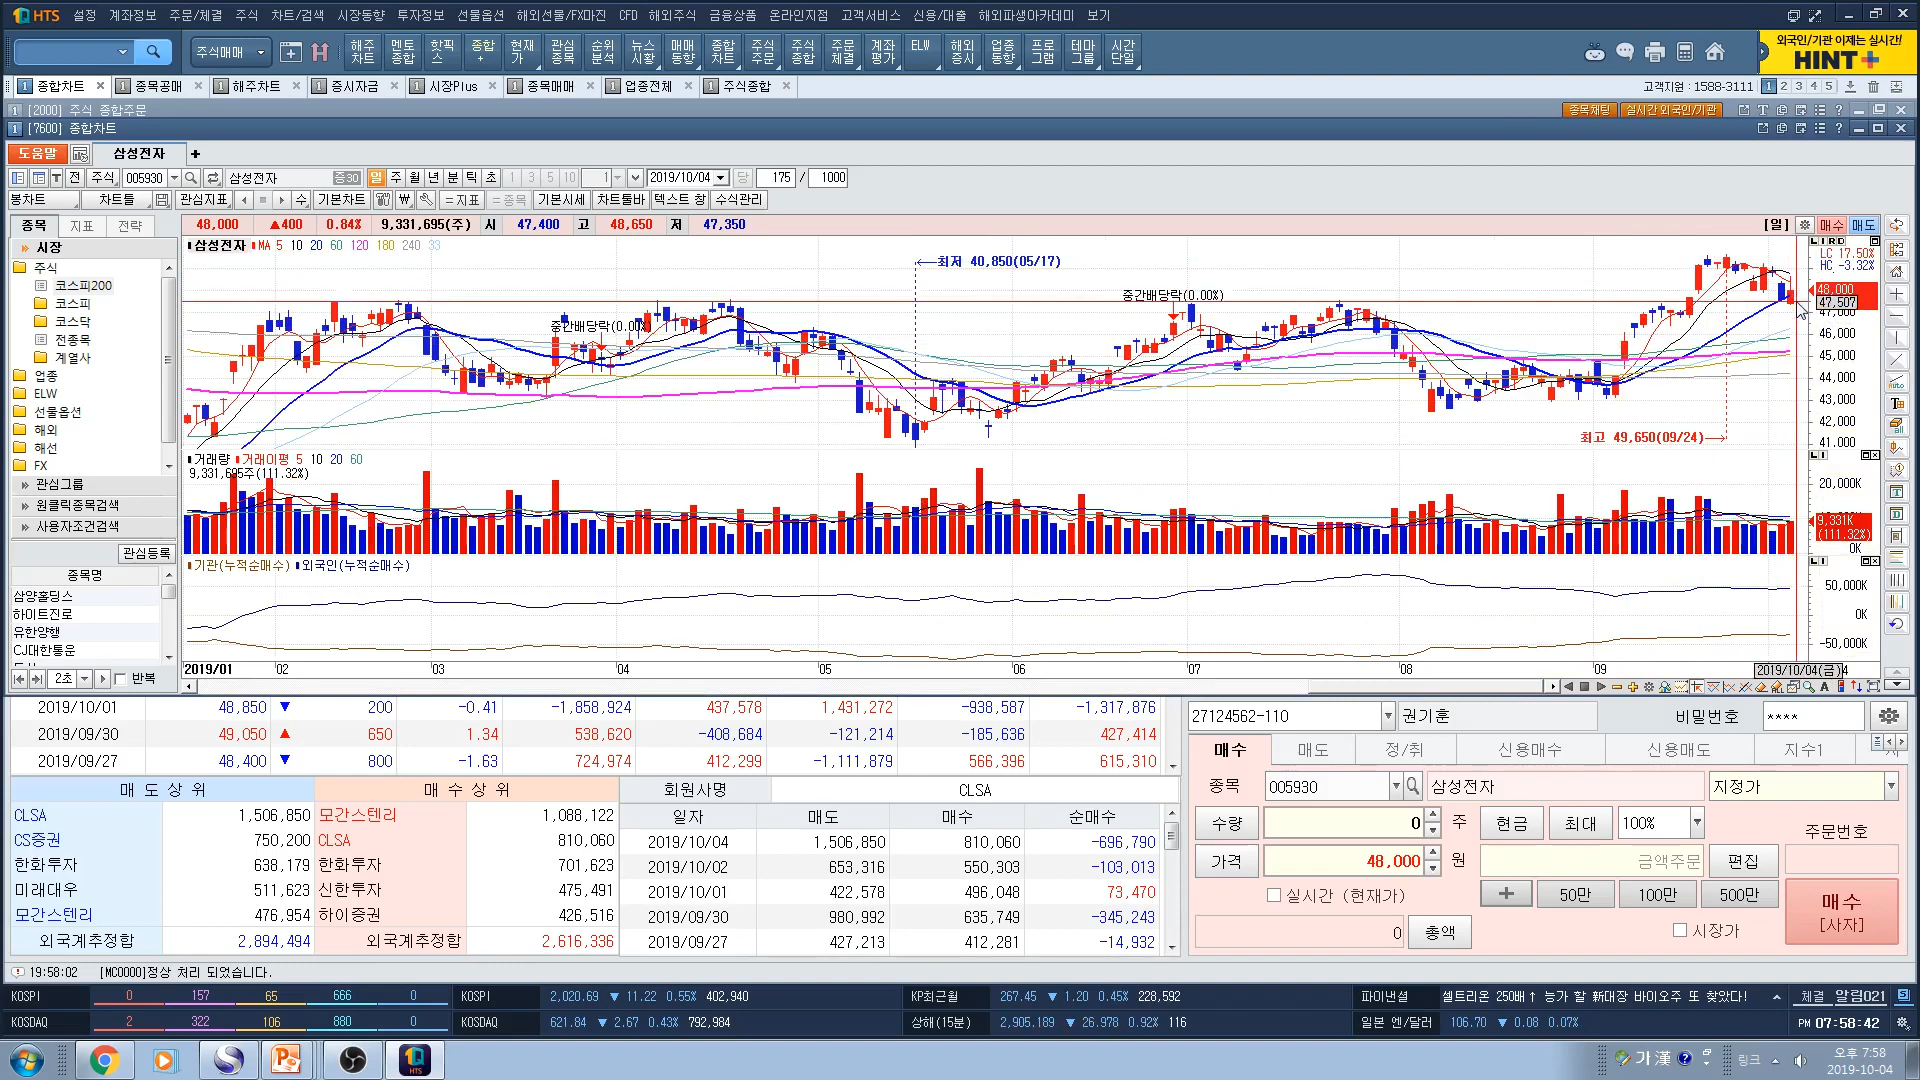 HTS 설정 계좌정보 주문/체결 주식 차트/검색 시장동향 투자정보 선물옵션 해외선물/FX마진 CFD 해외주식 금융상품 온라인지점 고객서비스 신용/대출 해외파생아카데미 보기
주식매매 해주차트 멘토종합 핫픽스 종합+ 현재가 관심종목 순위분석 뉴스시황 매매동향 종합차트 주식주문 주식종합 주문체결 계좌평가 ELW 해외증시 업종동향 프로그램 테마그룹 시간단일
외국인/기관 이제는 실시간!
HINT+
1 종합차트 1 종목공매 1 해주차트 1 증시자금 1 시장Plus 1 종목매매 1 업종전체 1 주식종합 고객지원 : 1588-3111 1 2 3 4 5
1 [2000] 주식 종합주문 종목채팅 실시간 외국인/기관
1 [7600] 종합차트
도움말 삼성전자 +
전 주식 005930 삼성전자 증30 일 주 월 년 분 틱 초 1 3 5 10 1 2019/10/04 당 175 / 1000
봉차트 차트틀 관심지표 수 기본차트 ₩ =지표 =종목 기본시세 차트툴바 텍스트 창 수식관리
종목 지표 전략
48,000 ▲400 0.84% 9,331,695(주) 시 47,400 고 48,650 저 47,350 [일] 매수 매도
시장
주식
코스피200
코스피
코스닥
전종목
계열사
업종
ELW
선물옵션
해외
해선
FX
관심그룹
원클릭종목검색
사용자조건검색
관심등록
종목명
삼양홀딩스
하이트진로
유한양행
CJ대한통운
2초 반복
삼성전자 MA 5 10 20 60 120 180 240 33
최저 40,850(05/17)
중간배당락(0.00%)
중간배당락(0.00%)
최고 49,650(09/24)
LC 17.50%
HC -3.32%
48,000
47,507
47,000
46,000
45,000
44,000
43,000
42,000
41,000
거래량 거래이평 5 10 20 60
9,331,695주(111.32%)
20,000K
9,331K
(111.32%)
0K
기관(누적순매수) 외국인(누적순매수)
50,000K
0K
-50,000K
2019/01 02 03 04 05 06 07 08 09 2019/10/04(금)
2019/10/01 48,850 ▼ 200 -0.41 -1,858,924 437,578 1,431,272 -938,587 -1,317,876
2019/09/30 49,050 ▲ 650 1.34 538,620 -408,684 -121,214 -185,636 427,414
2019/09/27 48,400 ▼ 800 -1.63 724,974 412,299 -1,111,879 566,396 615,310
매 도 상 위 매 수 상 위 회원사명 CLSA
CLSA 1,506,850 모간스텐리 1,088,122 일자 매도 매수 순매수
CS증권 750,200 CLSA 810,060 2019/10/04 1,506,850 810,060 -696,790
한화투자 638,179 한화투자 701,623 2019/10/02 653,316 550,303 -103,013
미래대우 511,623 신한투자 475,491 2019/10/01 422,578 496,048 73,470
모간스텐리 476,954 하이증권 426,516 2019/09/30 980,992 635,749 -345,243
외국계추정합 2,894,494 외국계추정합 2,616,336 2019/09/27 427,213 412,281 -14,932
27124562-110 권기훈 비밀번호 ****
매수 매도 정/취 신용매수 신용매도 지수1
종목 005930 삼성전자 지정가
수량 0 주 현금 최대 100% 주문번호
가격 48,000 원 금액주문 편집
실시간 (현재가) + 50만 100만 500만 매수
[사자]
0 총액 시장가
19:58:02 [MC0000]정상 처리 되었습니다.
KOSPI 0 157 65 666 0 KOSPI 2,020.69 ▼ 11.22 0.55% 402,940 KP최근월 267.45 ▼ 1.20 0.45% 228,592 파이낸셜 셀트리온 250배↑ 능가 할 新대장 바이오주 또 찾았다! 체결 알림021
KOSDAQ 2 322 106 880 0 KOSDAQ 621.84 ▼ 2.67 0.43% 792,984 상해(15분) 2,905.189 ▼ 26.978 0.92% 116 일본 엔/달러 106.70 ▼ 0.08 0.07% PM 07:58:42
가 漢 링크 오후 7:58
2019-10-04